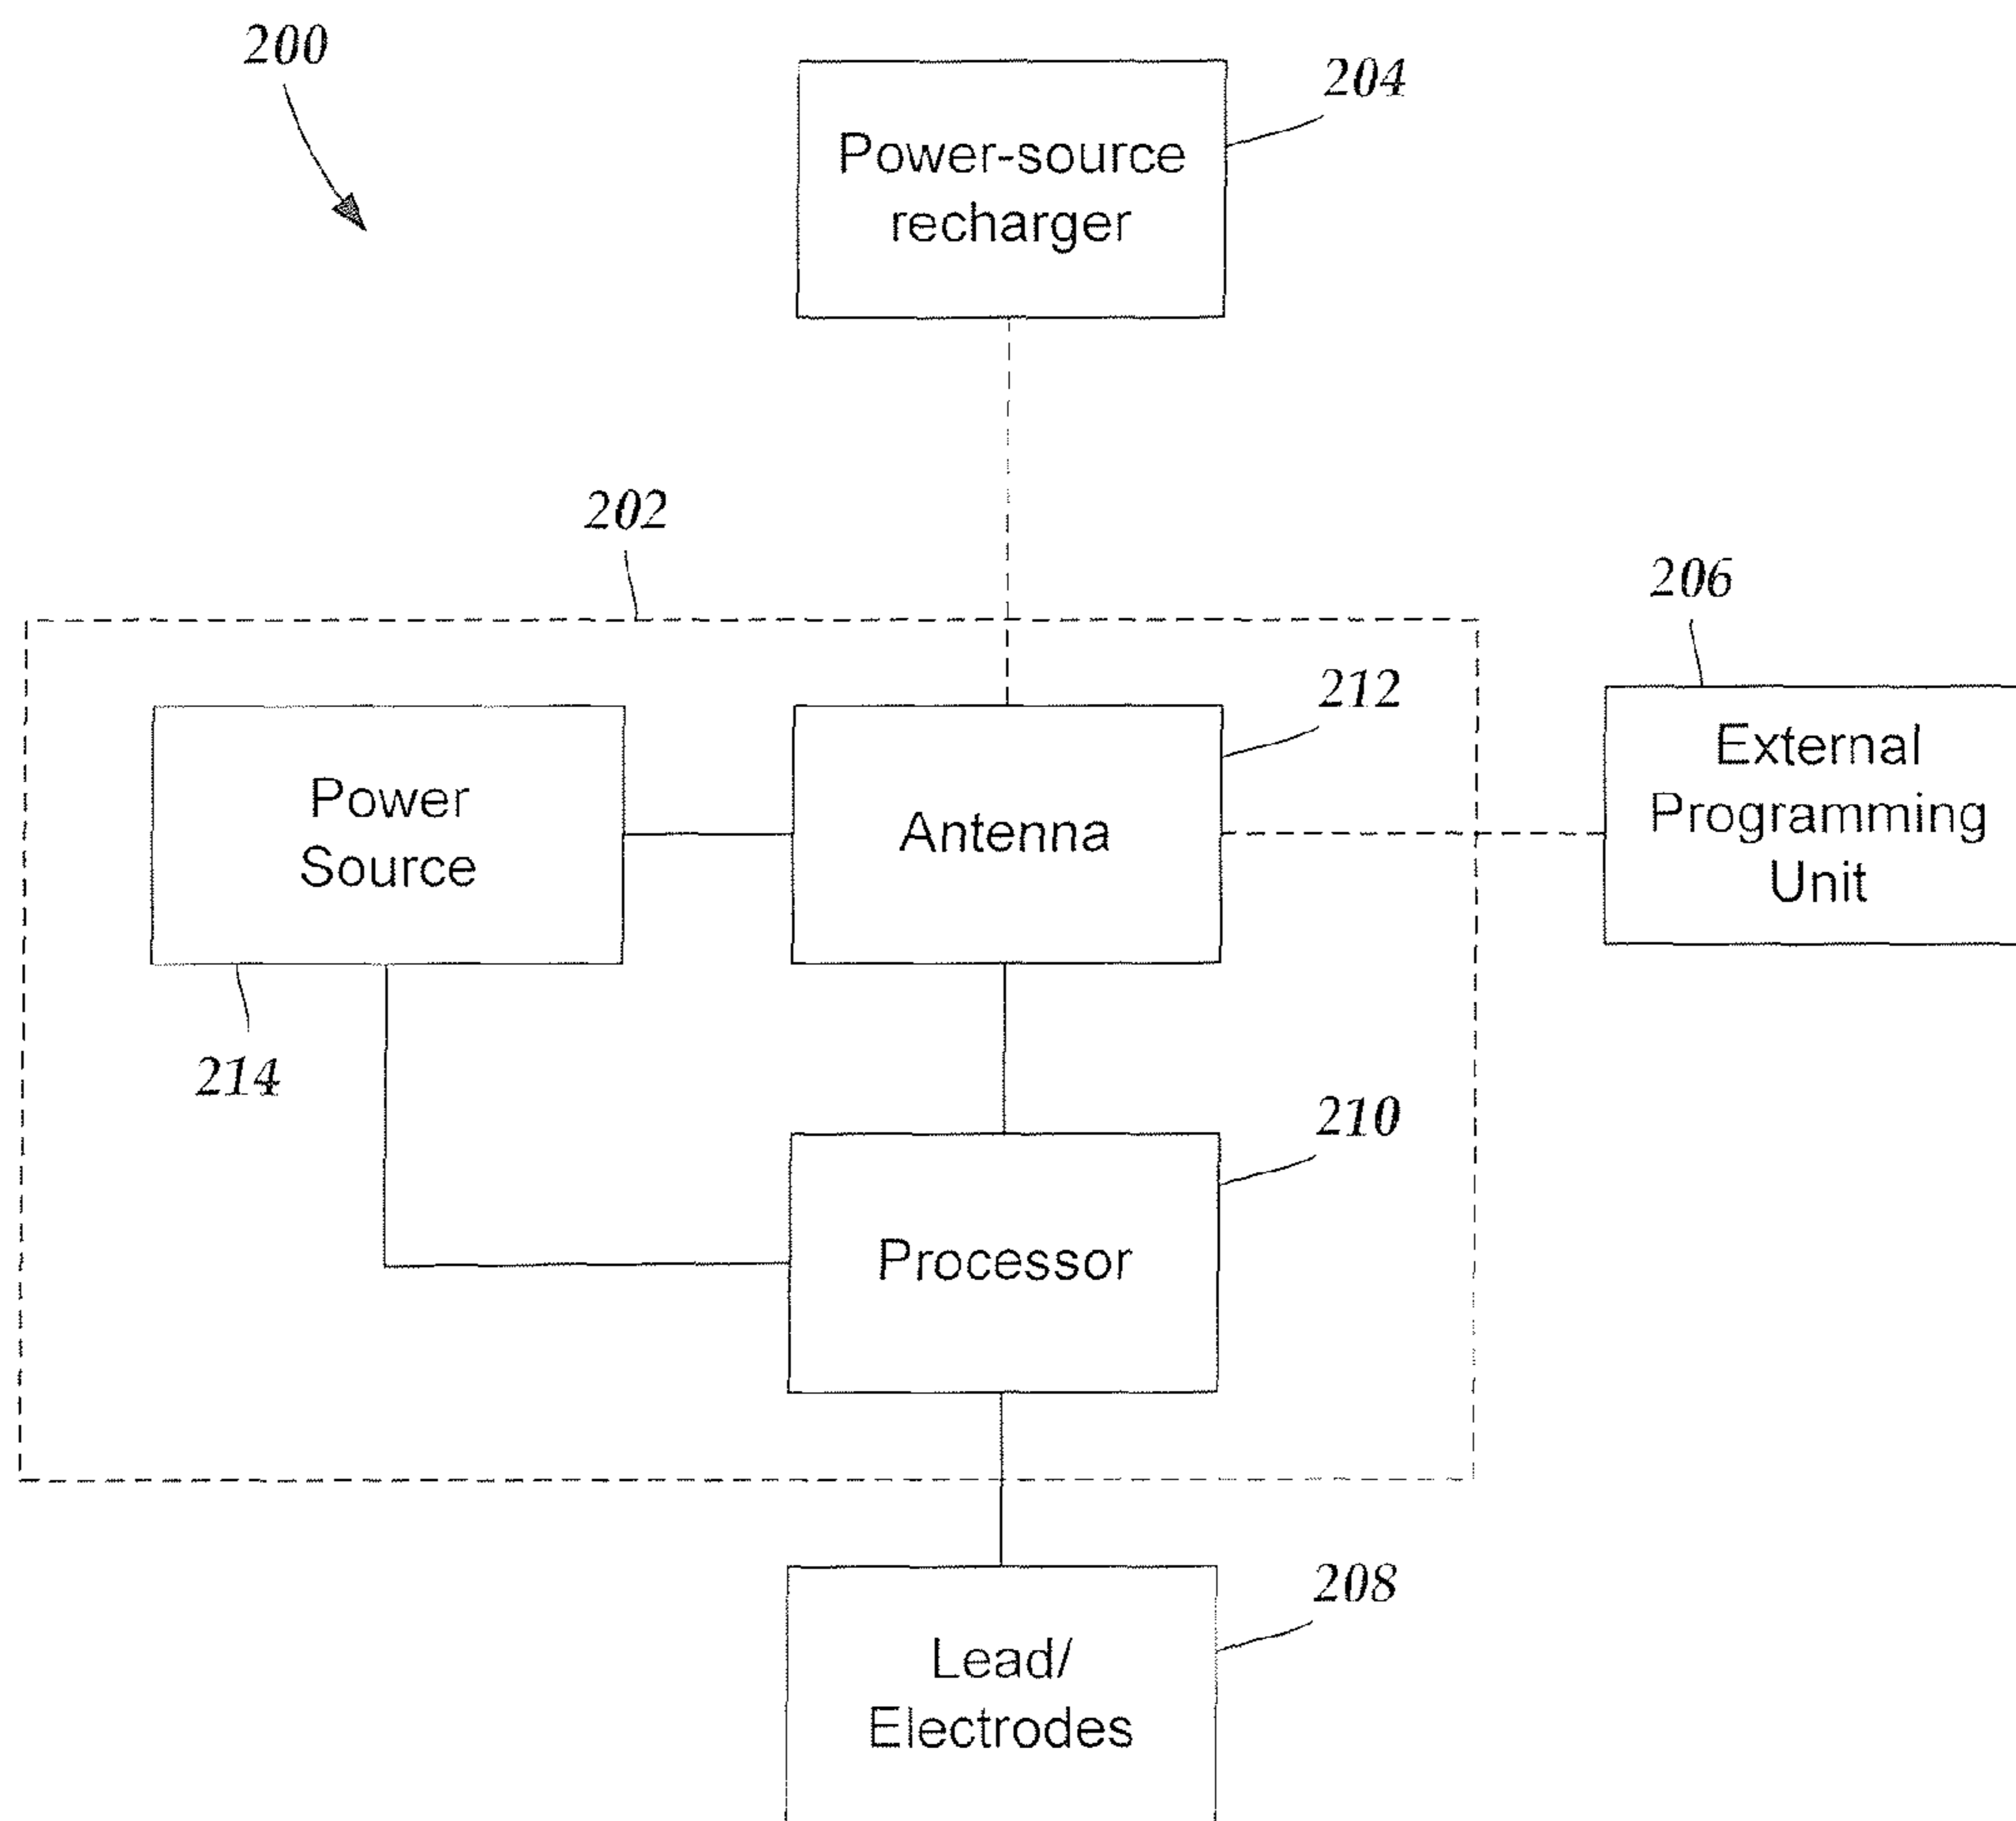 200
204
Power-source
recharger
202
206
212
External
Programming
Unit
Power
Source
Antenna
214
210
Processor
208
Lead/
Electrodes